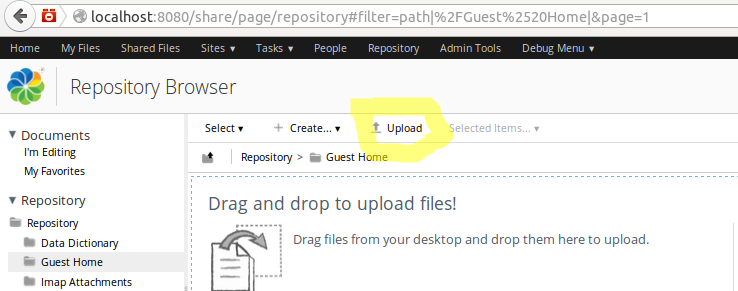 localhost:8080/share/page/repository#filter=path|%2FGuest%2520Home|&page=1
Home My Files Shared Files Sites ▾ Tasks ▾ People Repository Admin Tools Debug Menu ▾
Repository Browser
Documents
I'm Editing
My Favorites
Repository
Repository
Data Dictionary
Guest Home
Imap Attachments
Select ▾ Create... ▾ Upload Selected Items... ▾
Repository > Guest Home
Drag and drop to upload files!
Drag files from your desktop and drop them here to upload.